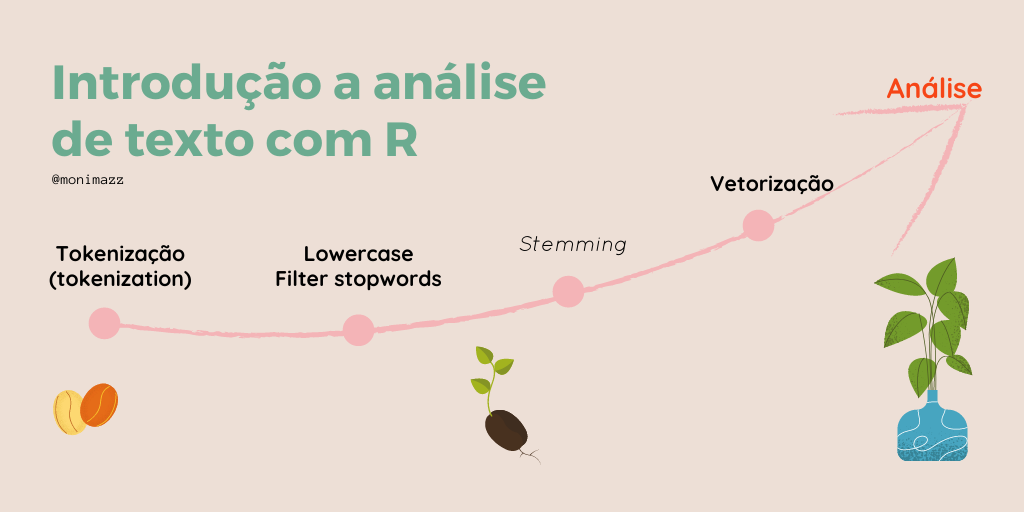 Introdução a análise
de texto com R
@monimazz
Tokenização
(tokenization)
Lowercase
Filter stopwords
Stemming
Vetorização
Análise